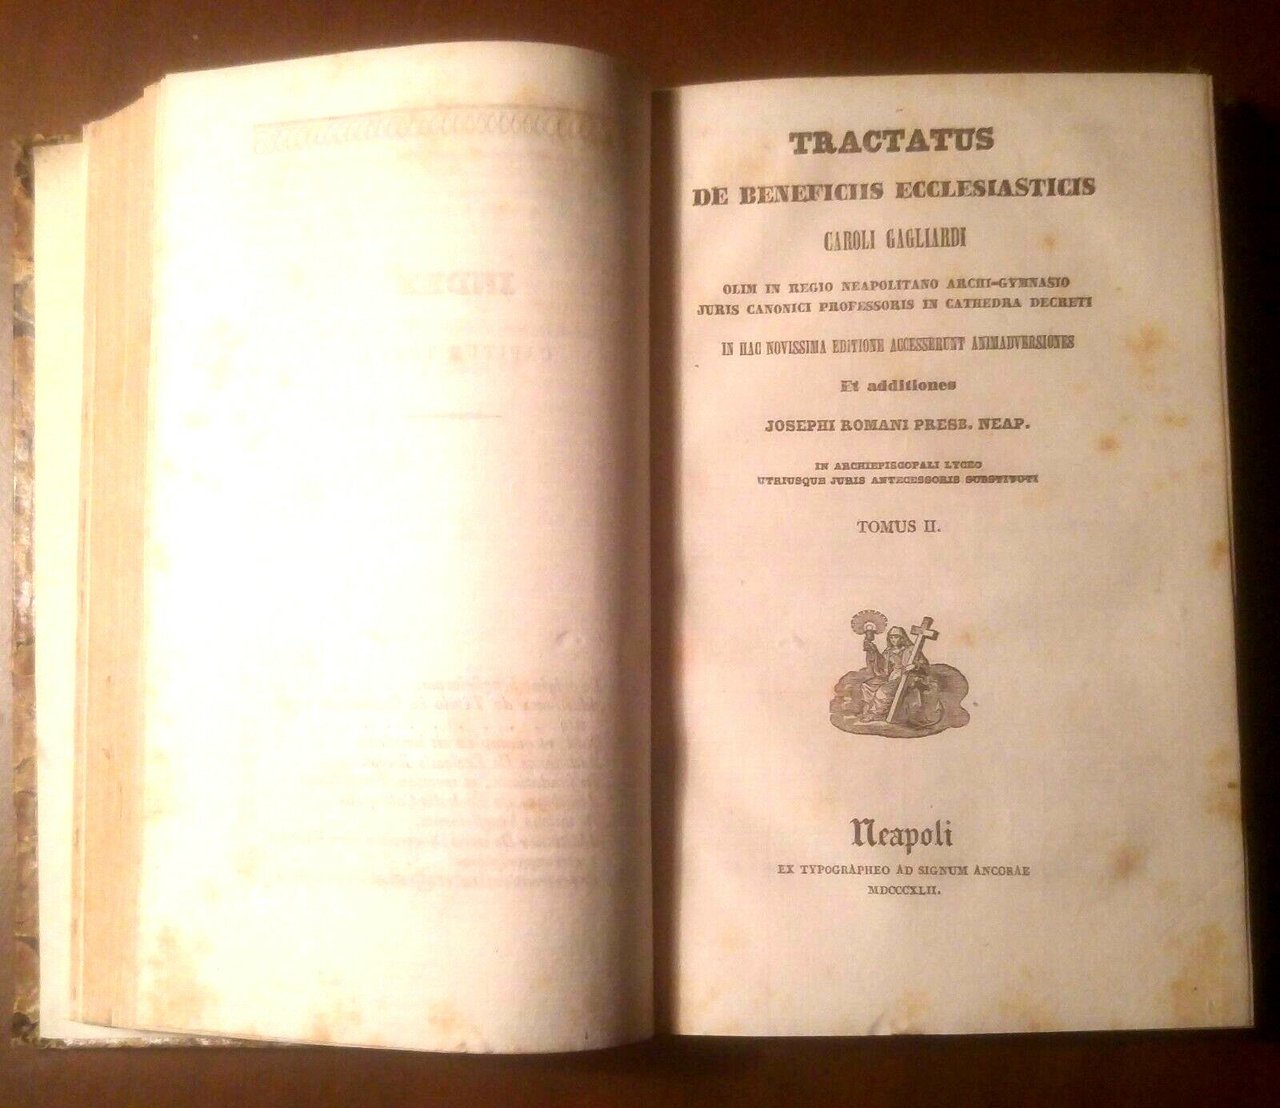 TRACTATUS
DE BENEFICIIS ECCLESIASTICIS
CAROLI GAGLIARDI
OLIM IN REGIO NEAPOLITANO ARCHI-GYMNASIO
JURIS CANONICI PROFESSORIS IN CATHEDRA DECRETI
IN HAC NOVISSIMA EDITIONE ACCESSERUNT ANIMADVERSIONES
Et additiones
JOSEPHI ROMANI PRESB. NEAP.
IN ARCHIEPISCOPALI LYCEO
UTRIUSQUE JURIS ANTECESSORIS SUBSTITUTI
TOMUS II.
Neapoli
EX TYPOGRAPHEO AD SIGNUM ANCORAE
MDCCCXLII.